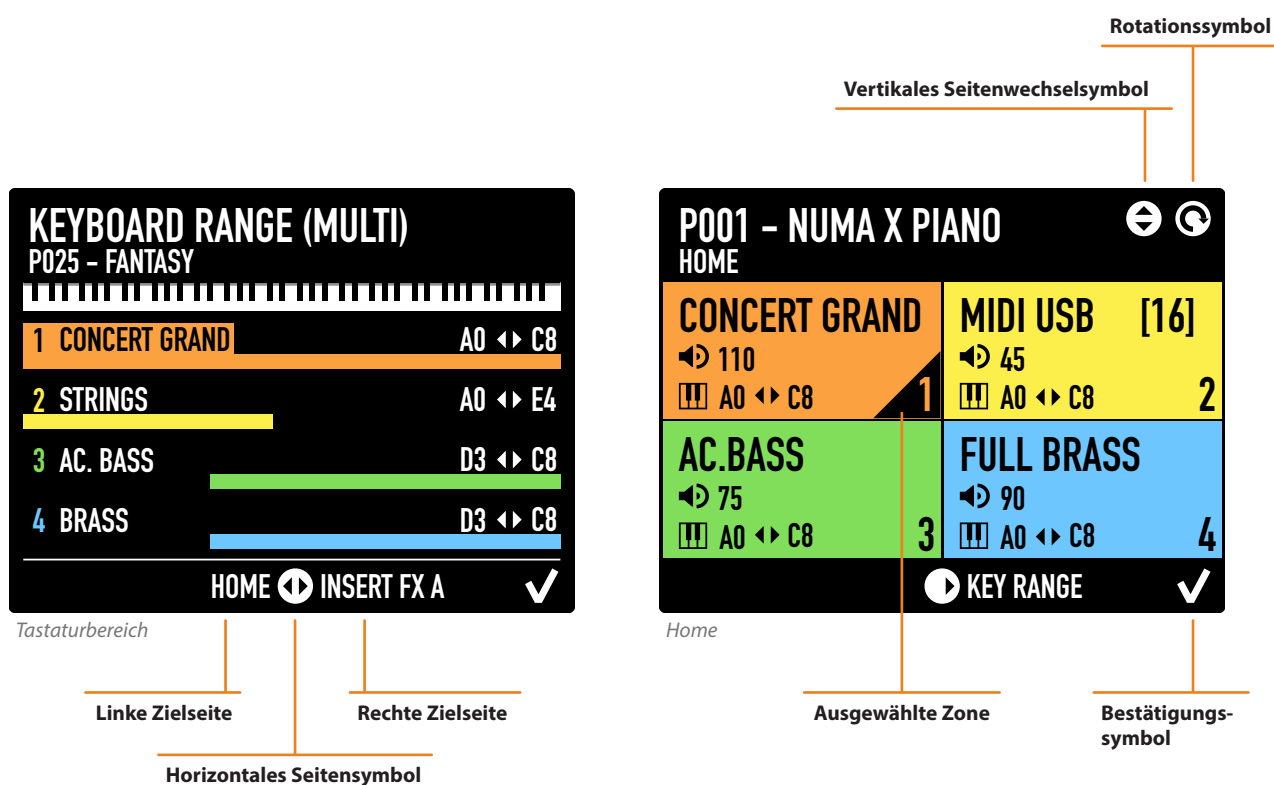 Rotationssymbol
Vertikales Seitenwechselsymbol
KEYBOARD RANGE (MULTI)
P025 – FANTASY
1 CONCERT GRAND A0 C8
2 STRINGS A0 E4
3 AC. BASS D3 C8
4 BRASS D3 C8
HOME INSERT FX A
Tastaturbereich
Linke Zielseite
Rechte Zielseite
Horizontales Seitensymbol
P001 – NUMA X PIANO
HOME
CONCERT GRAND
110
A0 C8 1
MIDI USB [16]
45
A0 C8 2
AC.BASS
75
A0 C8 3
FULL BRASS
90
A0 C8 4
KEY RANGE
Home
Ausgewählte Zone
Bestätigungs-
symbol